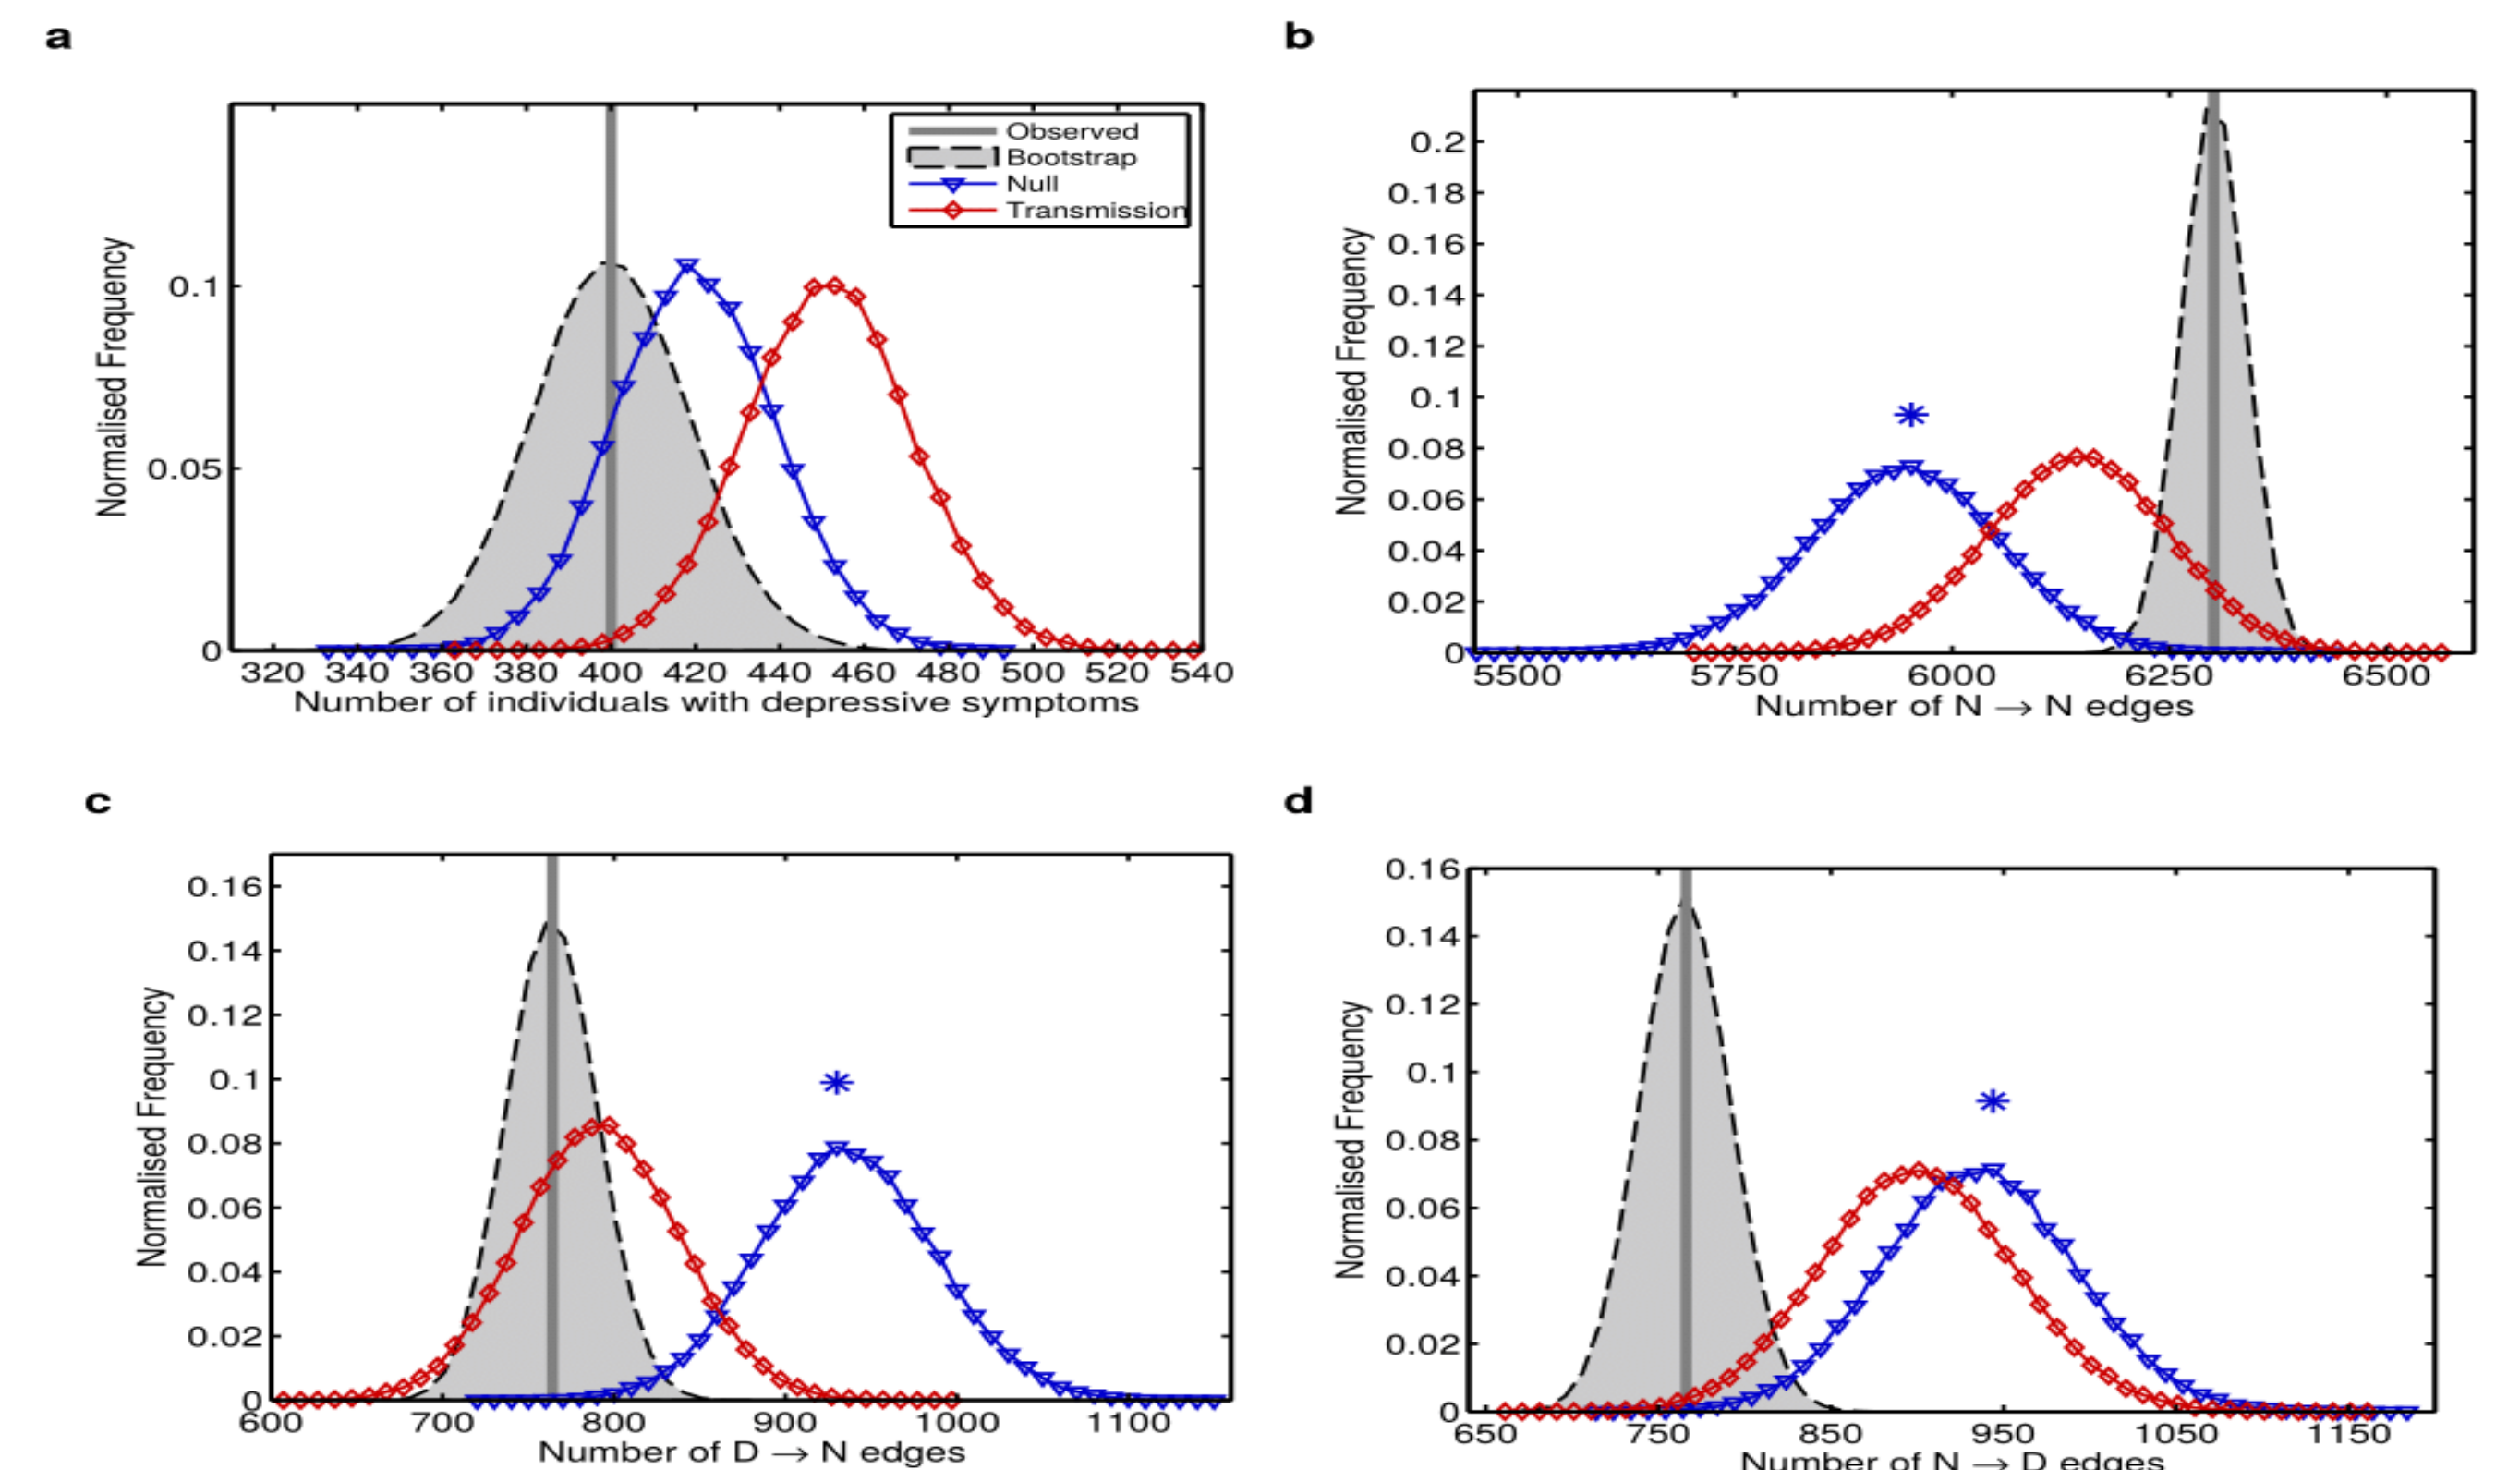 a
Normalised Frequency
0.1
0.05
0
320 340 360 380 400 420 440 460 480 500 520 540
Number of individuals with depressive symptoms
Observed
Bootstrap
Null
Transmission
b
Normalised Frequency
0.2
0.18
0.16
0.14
0.12
0.1
0.08
0.06
0.04
0.02
0
5500 5750 6000 6250 6500
Number of N → N edges
*
c
Normalised Frequency
0.16
0.14
0.12
0.1
0.08
0.06
0.04
0.02
0
600 700 800 900 1000 1100
Number of D → N edges
*
d
Normalised Frequency
0.16
0.14
0.12
0.1
0.08
0.06
0.04
0.02
0
650 750 850 950 1050 1150
Number of N → D edges
*